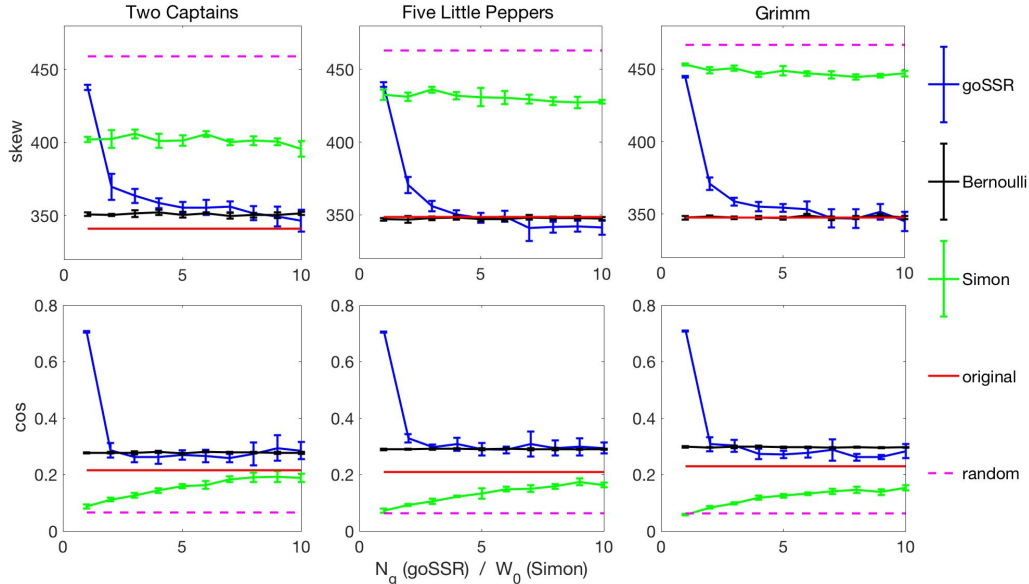 Two Captains
Five Little Peppers
Grimm
skew
450
400
350
0 5 10
450
400
350
0 5 10
450
400
350
0 5 10
cos
0.8
0.6
0.4
0.2
0
0 5 10
0.8
0.6
0.4
0.2
0
0 5 10
0.8
0.6
0.4
0.2
0
0 5 10
N_g (goSSR) / W_0 (Simon)
goSSR
Bernoulli
Simon
original
random